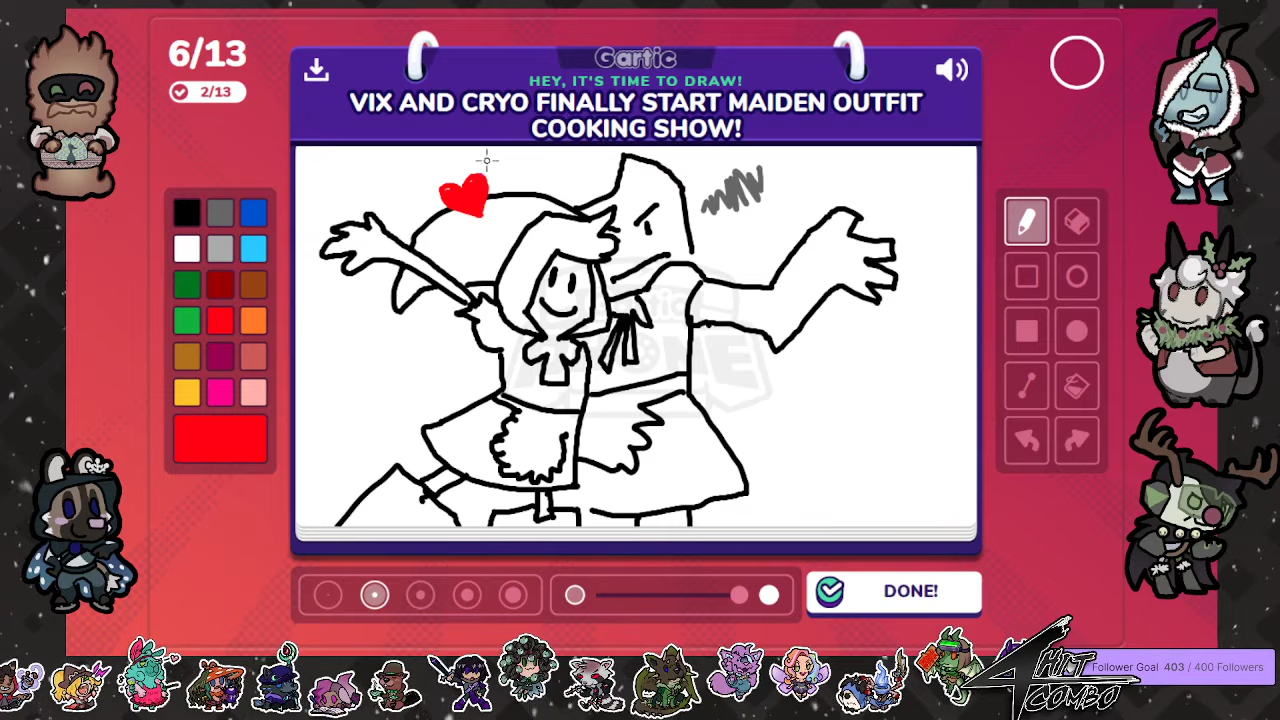 6/13
2/13
Gartic
HEY, IT'S TIME TO DRAW!
VIX AND CRYO FINALLY START MAIDEN OUTFIT
COOKING SHOW!
Gartic
DONE!
4 HIT
COMBO
Follower Goal 403 / 400 Followers